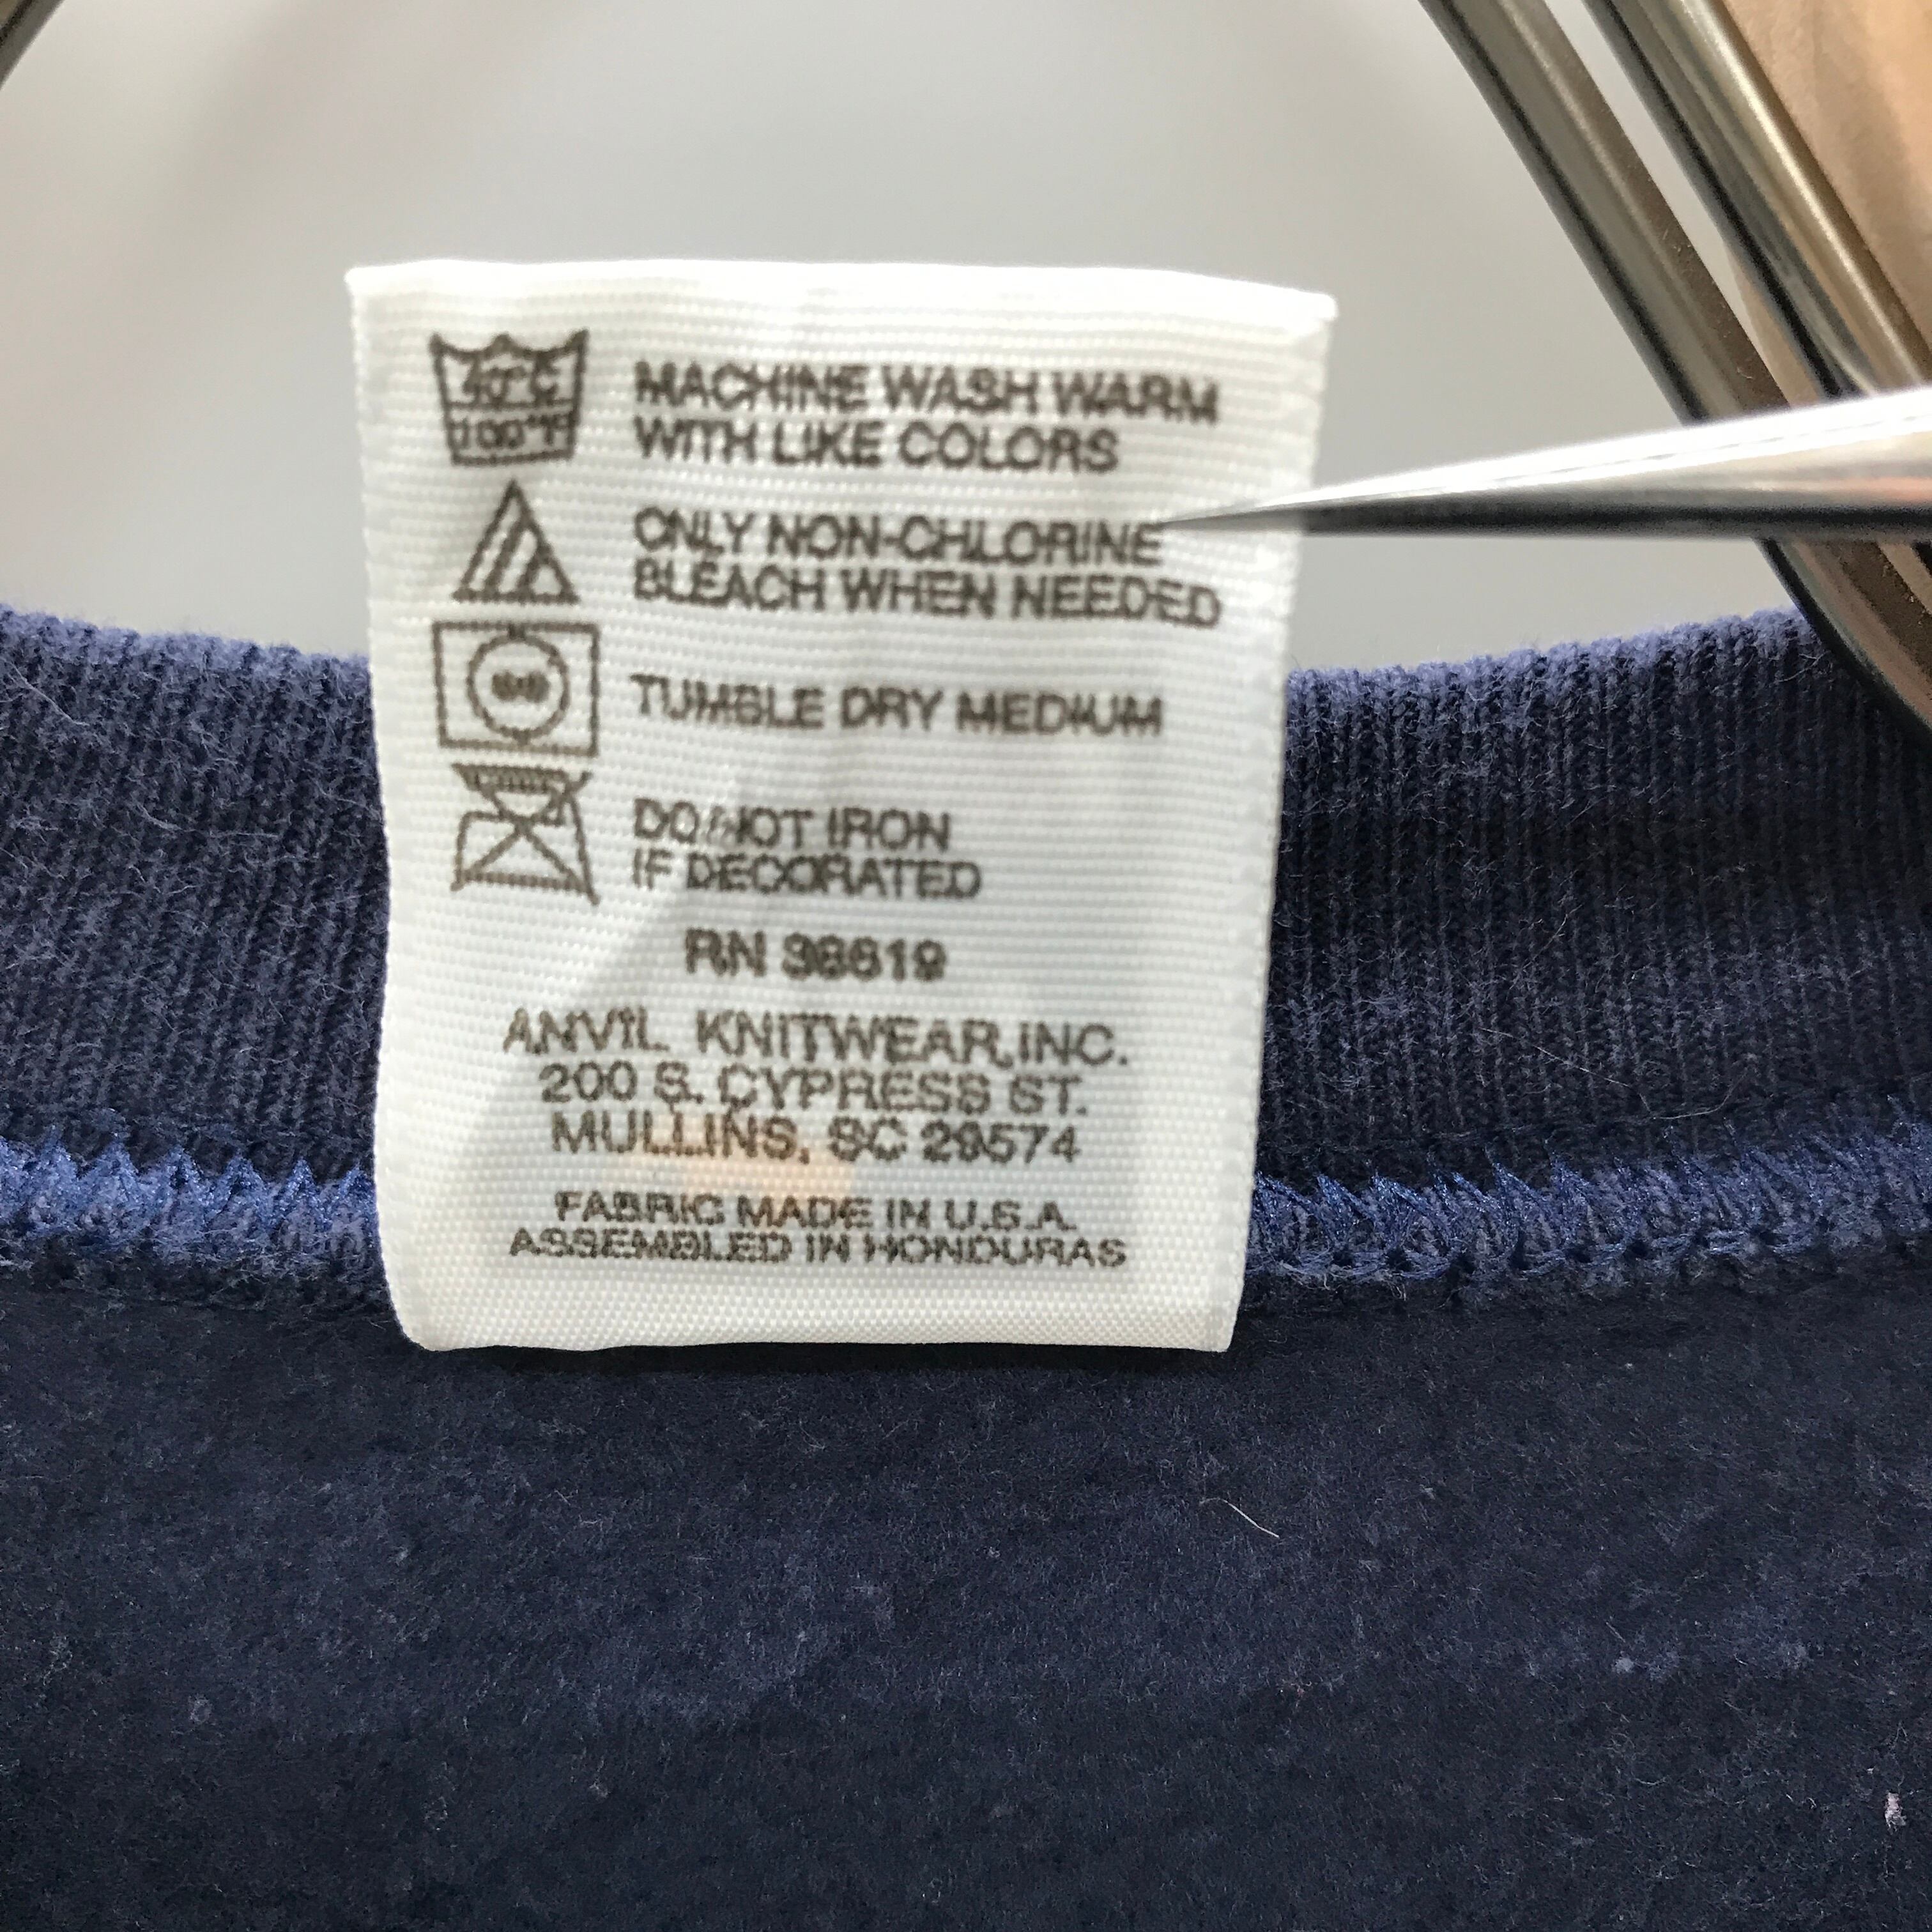 40°C
100°F
MACHINE WASH WARM
WITH LIKE COLORS
ONLY NON-CHLORINE
BLEACH WHEN NEEDED
TUMBLE DRY MEDIUM
DO NOT IRON
IF DECORATED
RN 38619
ANVIL KNITWEAR,INC.
200 S. CYPRESS ST.
MULLINS, SC 29574
FABRIC MADE IN U.S.A.
ASSEMBLED IN HONDURAS